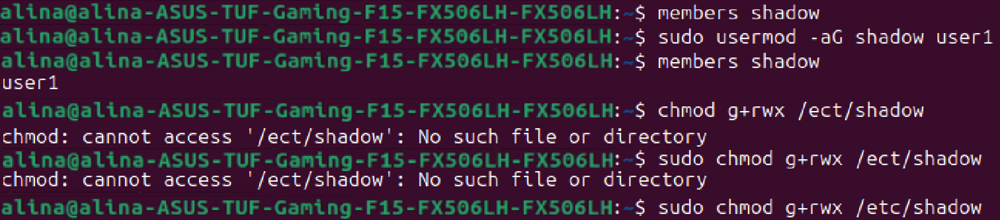 alina@alina-ASUS-TUF-Gaming-F15-FX506LH-FX506LH:~$ members shadow
alina@alina-ASUS-TUF-Gaming-F15-FX506LH-FX506LH:~$ sudo usermod -aG shadow user1
alina@alina-ASUS-TUF-Gaming-F15-FX506LH-FX506LH:~$ members shadow
user1
alina@alina-ASUS-TUF-Gaming-F15-FX506LH-FX506LH:~$ chmod g+rwx /ect/shadow
chmod: cannot access '/ect/shadow': No such file or directory
alina@alina-ASUS-TUF-Gaming-F15-FX506LH-FX506LH:~$ sudo chmod g+rwx /ect/shadow
chmod: cannot access '/ect/shadow': No such file or directory
alina@alina-ASUS-TUF-Gaming-F15-FX506LH-FX506LH:~$ sudo chmod g+rwx /etc/shadow